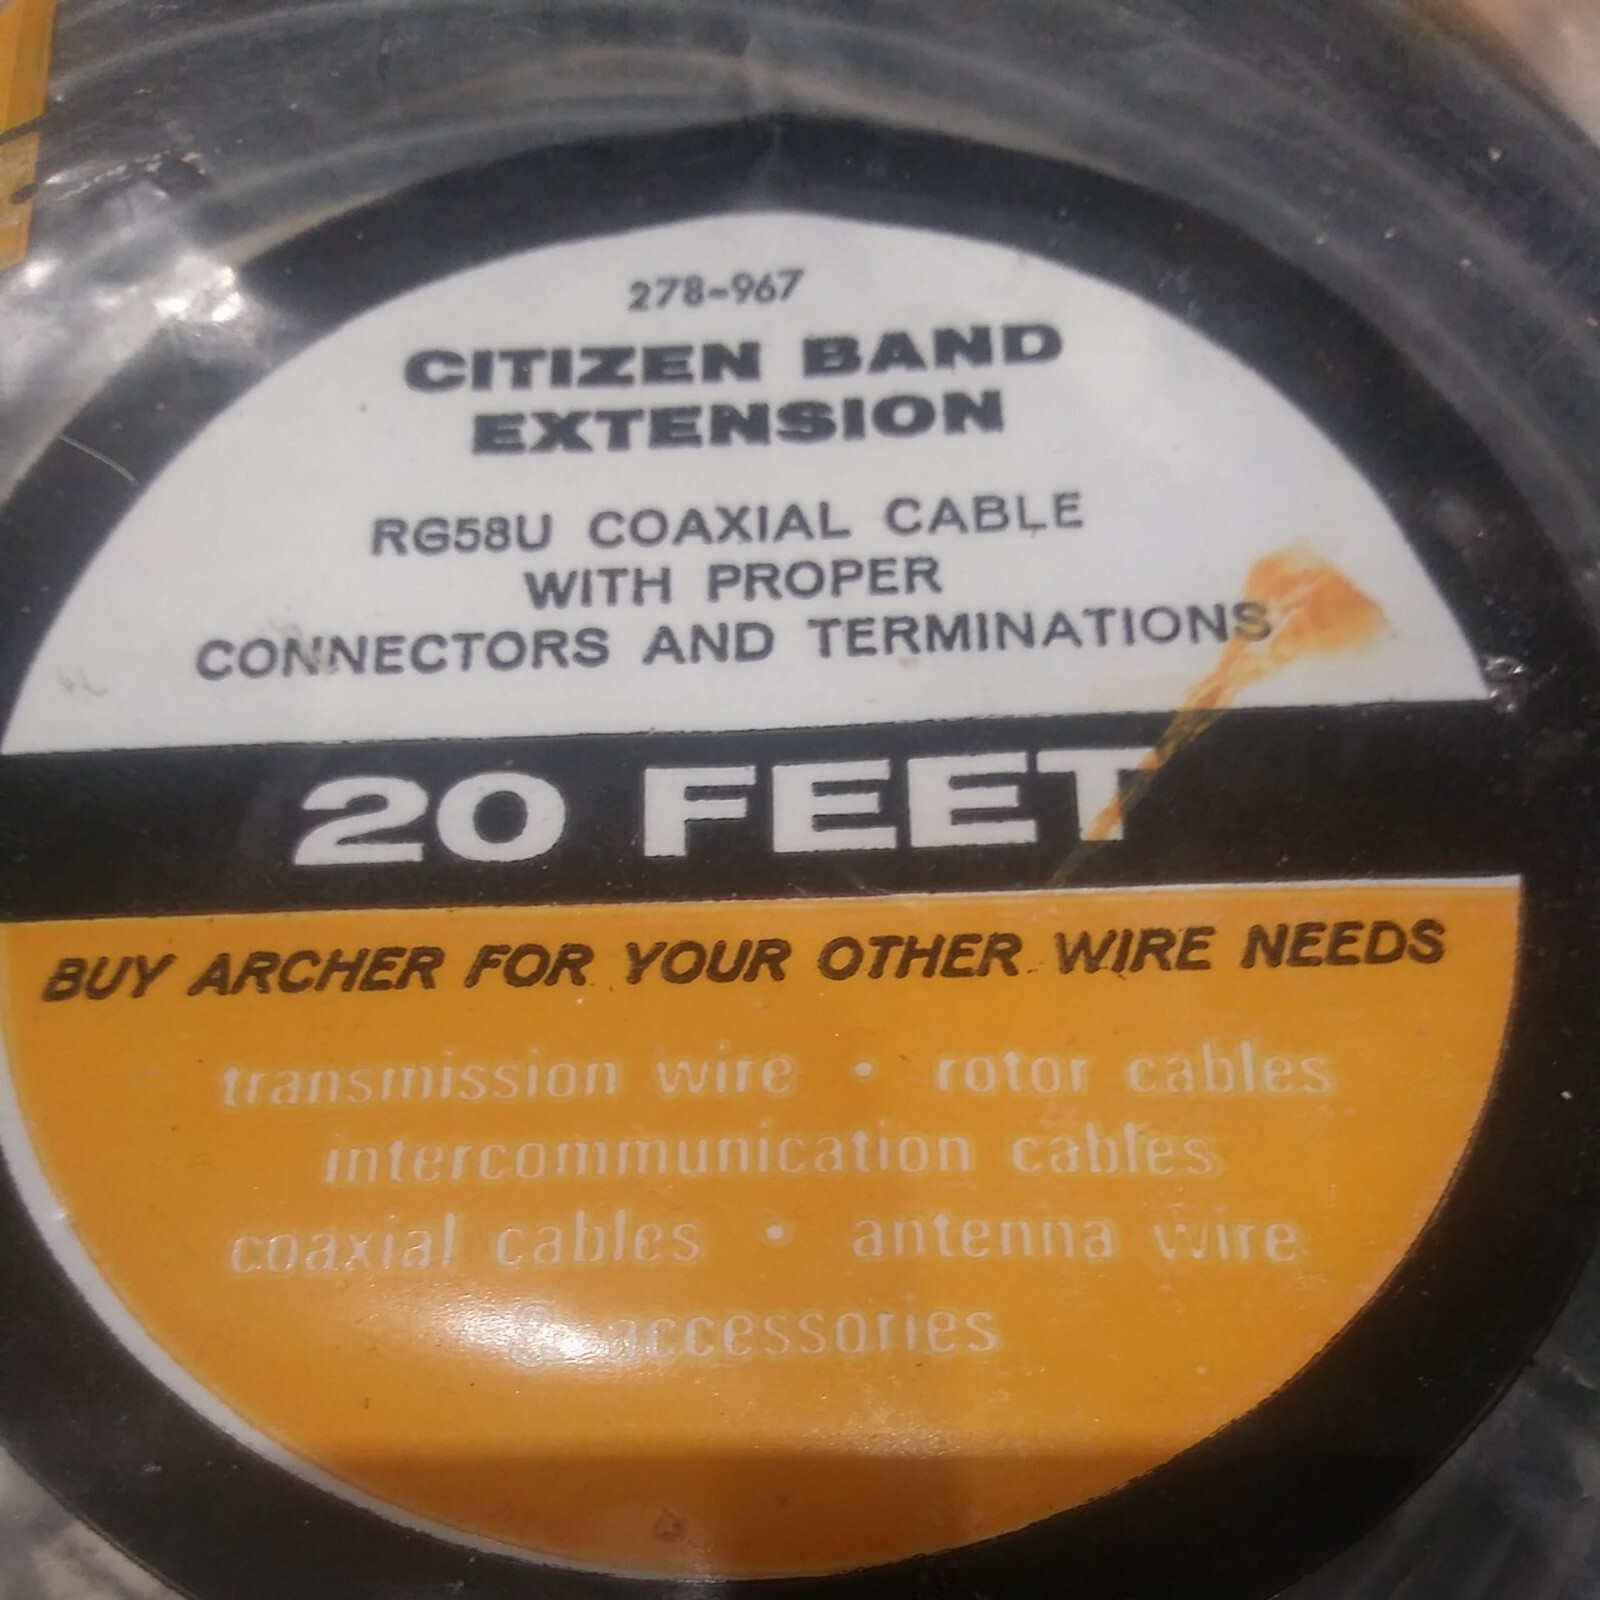 278-967
CITIZEN BAND
EXTENSION
RG58U COAXIAL CABLE
WITH PROPER
CONNECTORS AND TERMINATIONS
20 FEET
BUY ARCHER FOR YOUR OTHER WIRE NEEDS
transmission wire • rotor cables
intercommunication cables
coaxial cables • antenna wire
& accessories